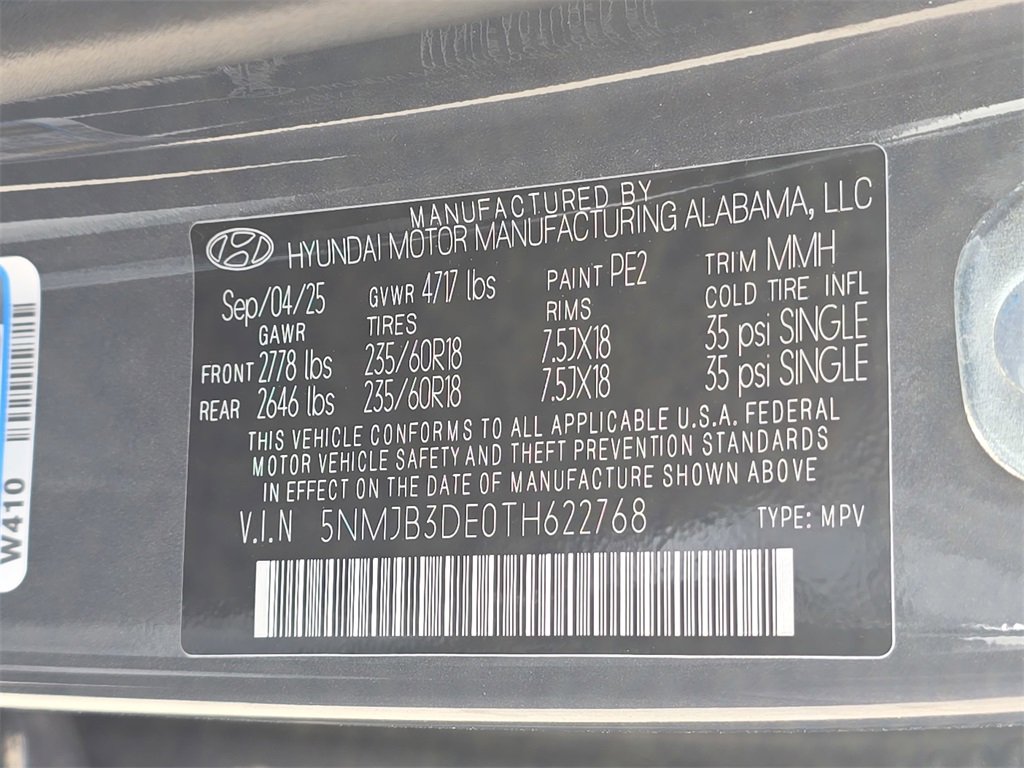 MANUFACTURED BY
HYUNDAI MOTOR MANUFACTURING ALABAMA, LLC
Sep/04/25 GVWR 4717 lbs PAINT PE2 TRIM MMH
GAWR TIRES RIMS COLD TIRE INFL
FRONT 2778 lbs 235/60R18 7.5JX18 35 psi SINGLE
REAR 2646 lbs 235/60R18 7.5JX18 35 psi SINGLE
THIS VEHICLE CONFORMS TO ALL APPLICABLE U.S.A. FEDERAL
MOTOR VEHICLE SAFETY AND THEFT PREVENTION STANDARDS
IN EFFECT ON THE DATE OF MANUFACTURE SHOWN ABOVE
V.I.N 5NMJB3DE0TH622768 TYPE: MPV
W410